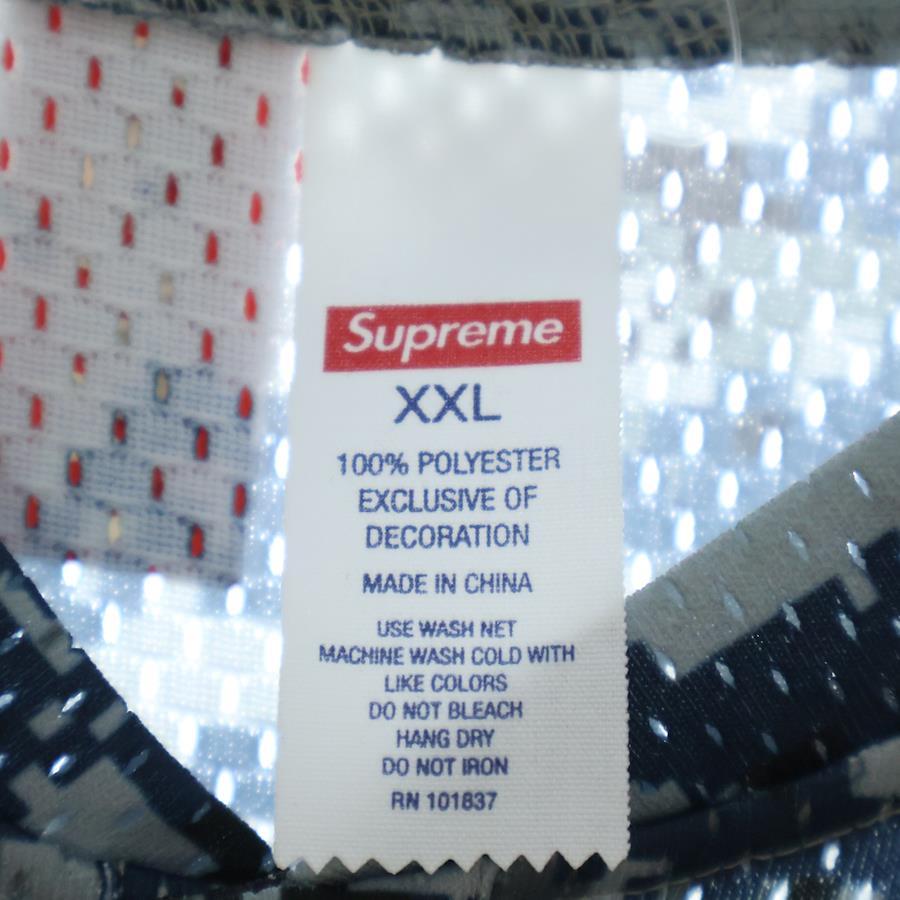 Supreme
XXL
100% POLYESTER
EXCLUSIVE OF
DECORATION
MADE IN CHINA
USE WASH NET
MACHINE WASH COLD WITH
LIKE COLORS
DO NOT BLEACH
HANG DRY
DO NOT IRON
RN 101837